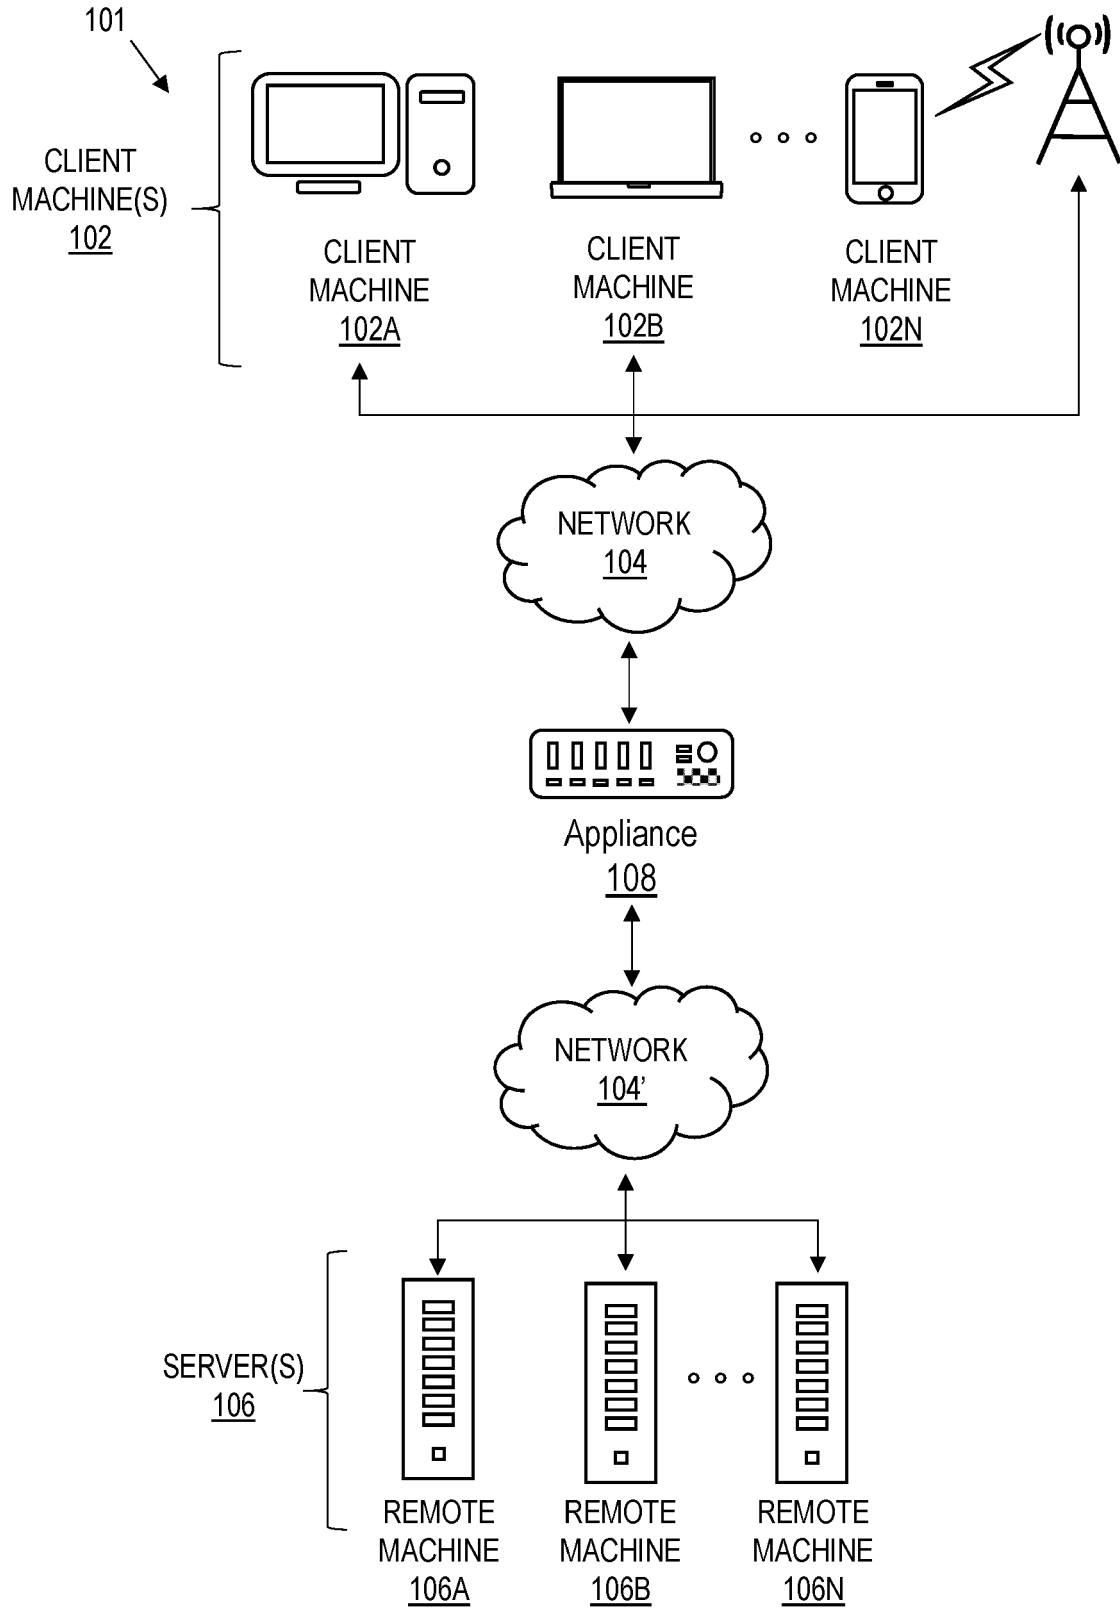 101
CLIENT
MACHINE(S)
102
CLIENT
MACHINE
102A
CLIENT
MACHINE
102B
CLIENT
MACHINE
102N
NETWORK
104
Appliance
108
NETWORK
104’
SERVER(S)
106
REMOTE
MACHINE
106A
REMOTE
MACHINE
106B
REMOTE
MACHINE
106N